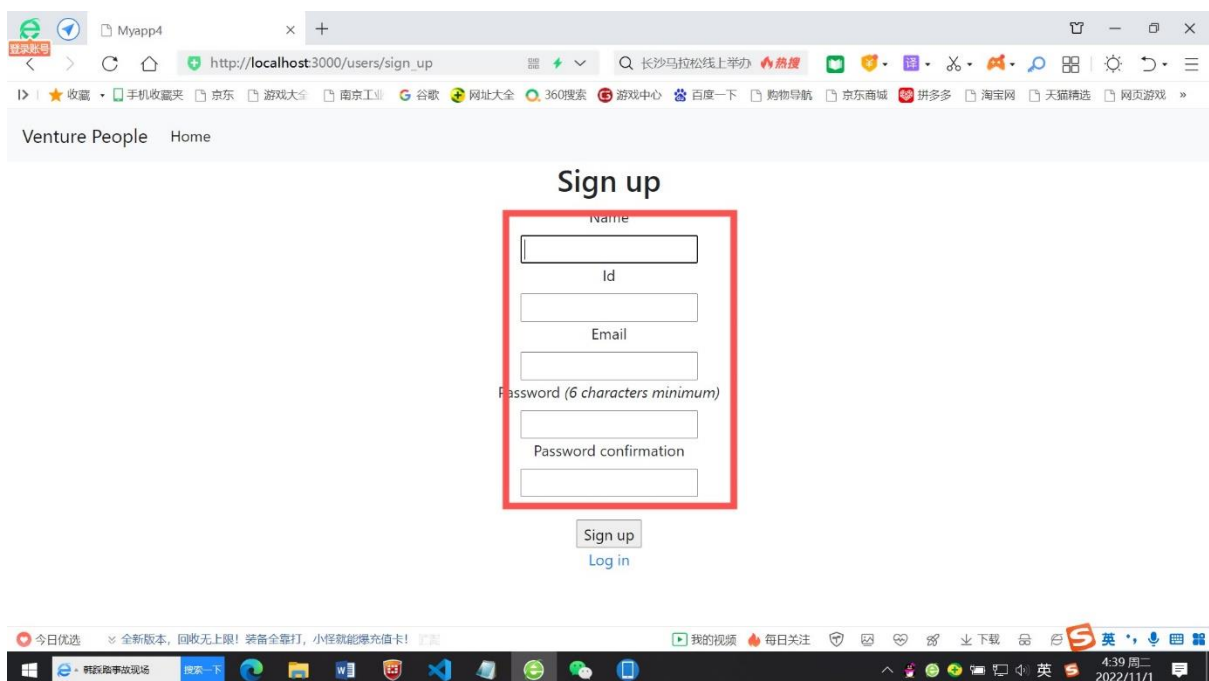 Myapp4
登录账号
http://localhost:3000/users/sign_up
长沙马拉松线上举办 热搜
译
收藏 手机收藏夹 京东 游戏大全 南京工业 谷歌 网址大全 360搜索 游戏中心 百度一下 购物导航 京东商城 拼多多 淘宝网 天猫精选 网页游戏 »
Venture People Home
Sign up
Name
Id
Email
Password (6 characters minimum)
Password confirmation
Sign up
Log in
今日优选 全新版本,回收无上限!装备全靠打,小怪就能爆充值卡! 我的视频 每日关注 下载 英
韩踩踏事故现场 搜索一下 英 4:39 周二
2022/11/1